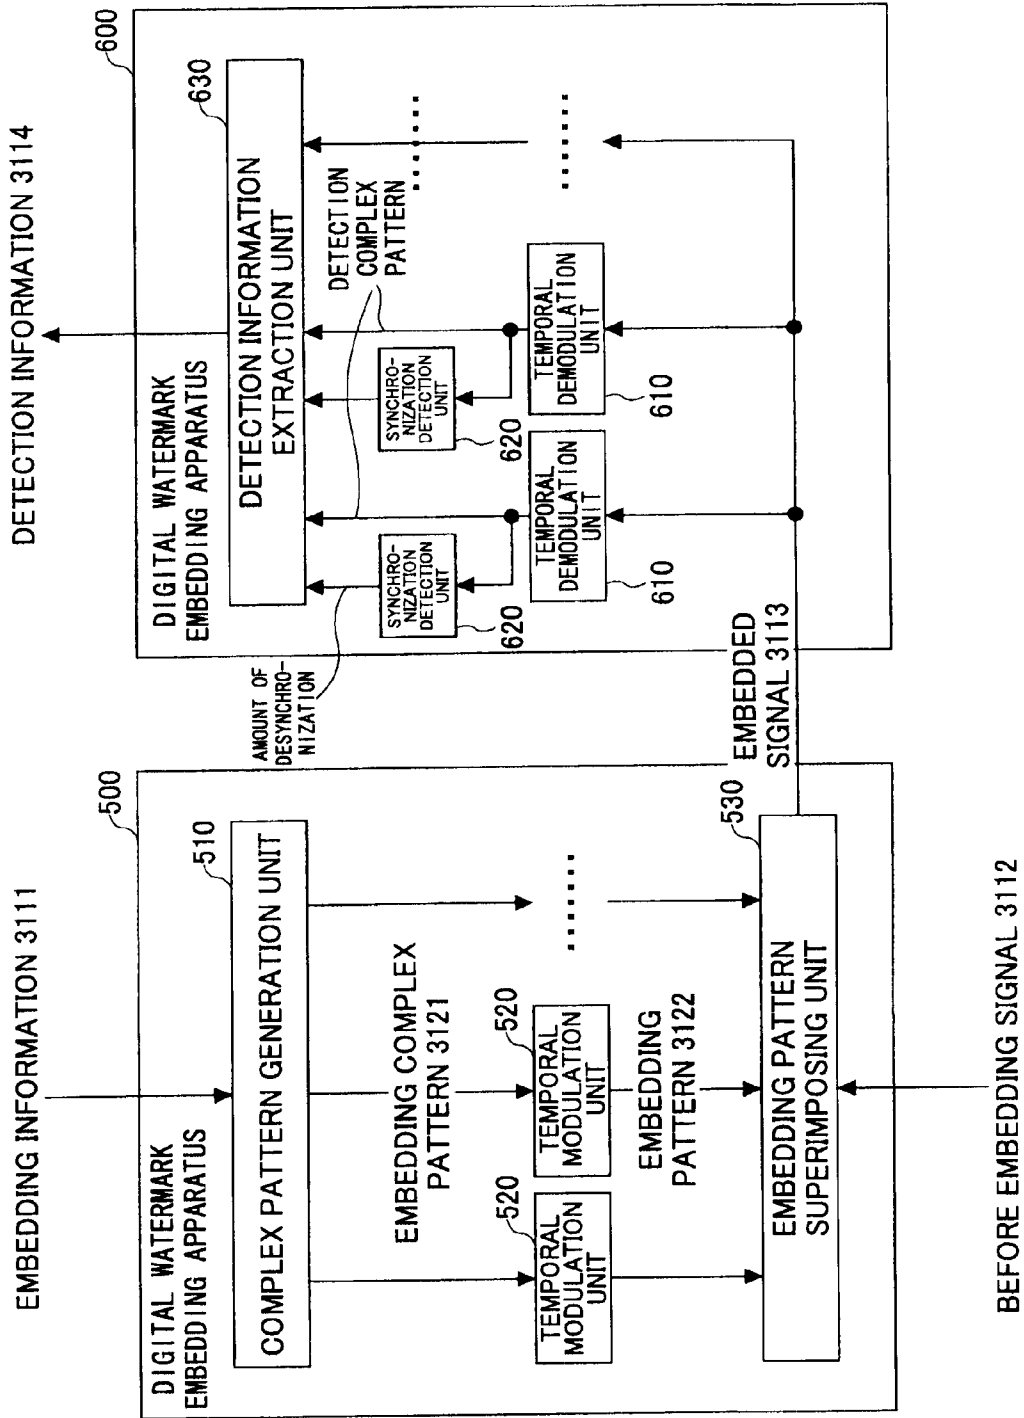 EMBEDDING INFORMATION 3111
500
DIGITAL WATERMARK
EMBEDDING APPARATUS
510
COMPLEX PATTERN GENERATION UNIT
EMBEDDING COMPLEX
PATTERN 3121
520
TEMPORAL
MODULATION
UNIT
520
TEMPORAL
MODULATION
UNIT
......
EMBEDDING
PATTERN 3122
530
EMBEDDING PATTERN
SUPERIMPOSING UNIT
BEFORE EMBEDDING SIGNAL 3112
EMBEDDED
SIGNAL 3113
DETECTION INFORMATION 3114
600
DIGITAL WATERMARK
EMBEDDING APPARATUS
630
DETECTION INFORMATION
EXTRACTION UNIT
AMOUNT OF
DESYNCHRO-
NIZATION
DETECTION
COMPLEX
PATTERN
......
SYNCHRO-
NIZATION
DETECTION
UNIT
620
SYNCHRO-
NIZATION
DETECTION
UNIT
620
TEMPORAL
DEMODULATION
UNIT
610
TEMPORAL
DEMODULATION
UNIT
610
......